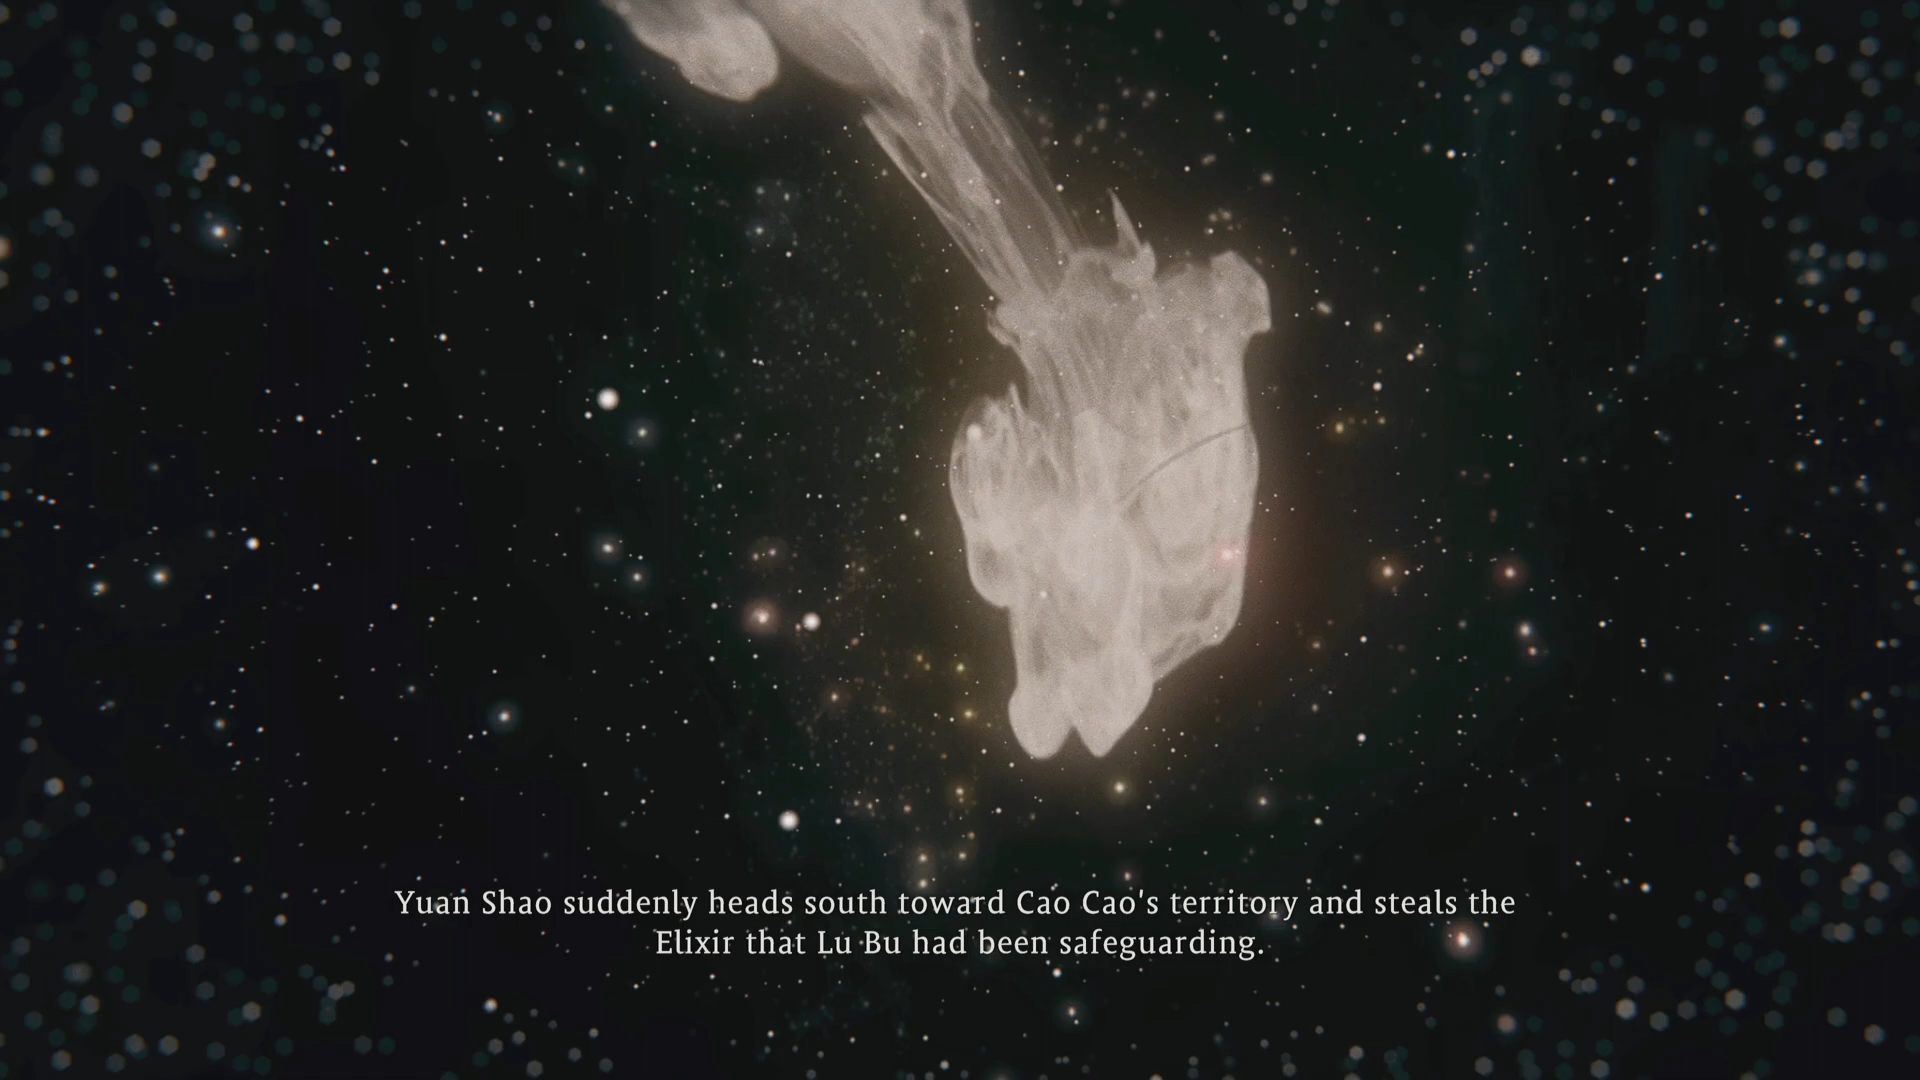 Yuan Shao suddenly heads south toward Cao Cao's territory and steals the
Elixir that Lu Bu had been safeguarding.